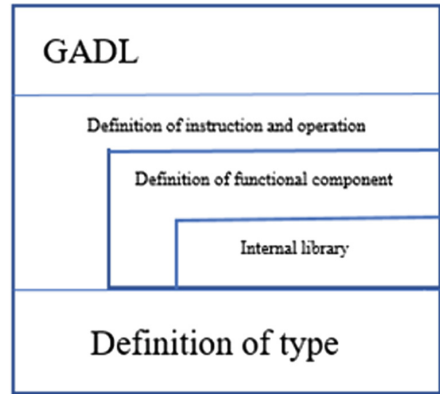 GADL
Definition of instruction and operation
Definition of functional component
Internal library
Definition of type